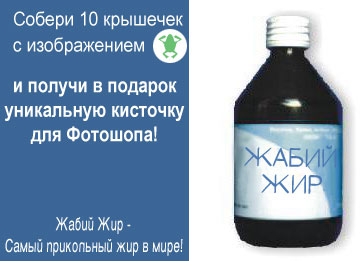 Собери 10 крышечек
с изображением
и получи в подарок
уникальную кисточку
для Фотошопа!
Жабий Жир -
Самый прикольный жир в мире!
ЖАБИЙ
ЖИР